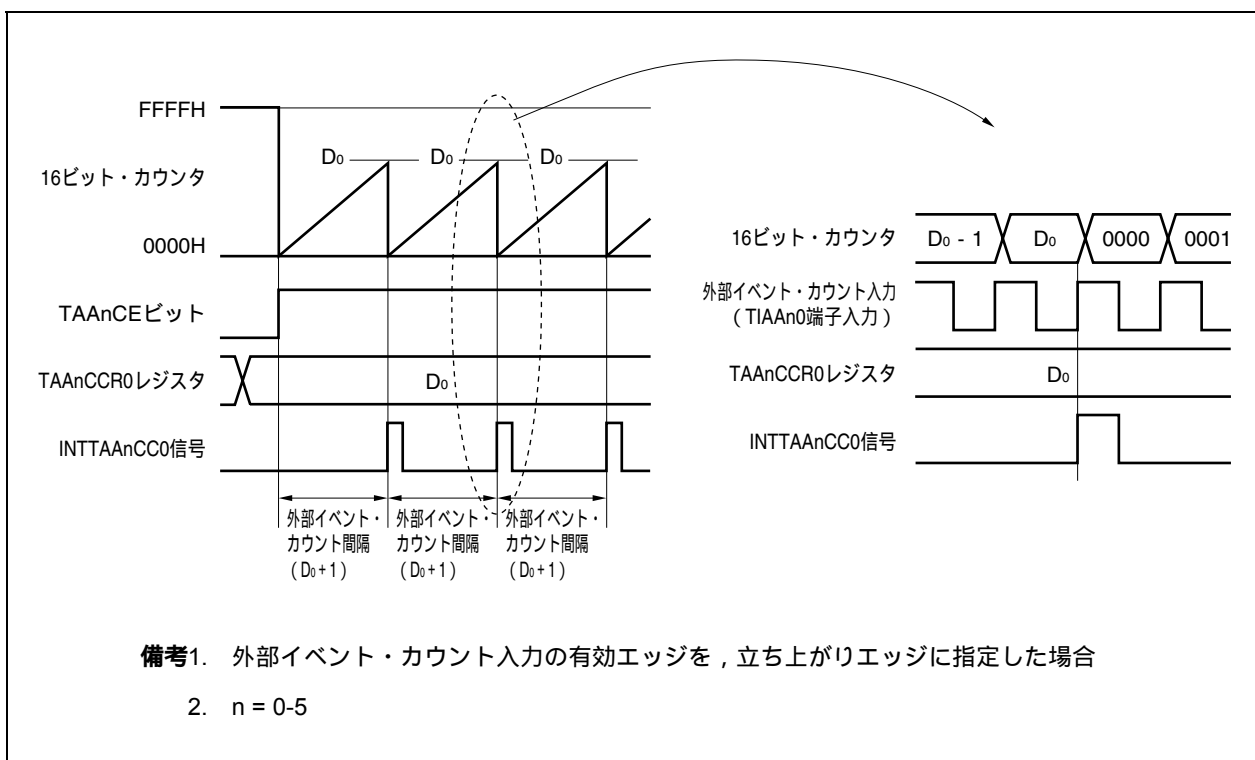 FFFFH
16ビット・カウンタ
0000H
D0 D0 D0
TAAnCEビット
TAAnCCR0レジスタ
D0
INTTAAnCC0信号
外部イベント・
カウント間隔
(D0+1)
外部イベント・
カウント間隔
(D0+1)
外部イベント・
カウント間隔
(D0+1)
16ビット・カウンタ
D0 - 1 D0 0000 0001
外部イベント・カウント入力
(TIAAn0端子入力)
TAAnCCR0レジスタ
D0
INTTAAnCC0信号
備考1. 外部イベント・カウント入力の有効エッジを,立ち上がりエッジに指定した場合
2. n = 0-5